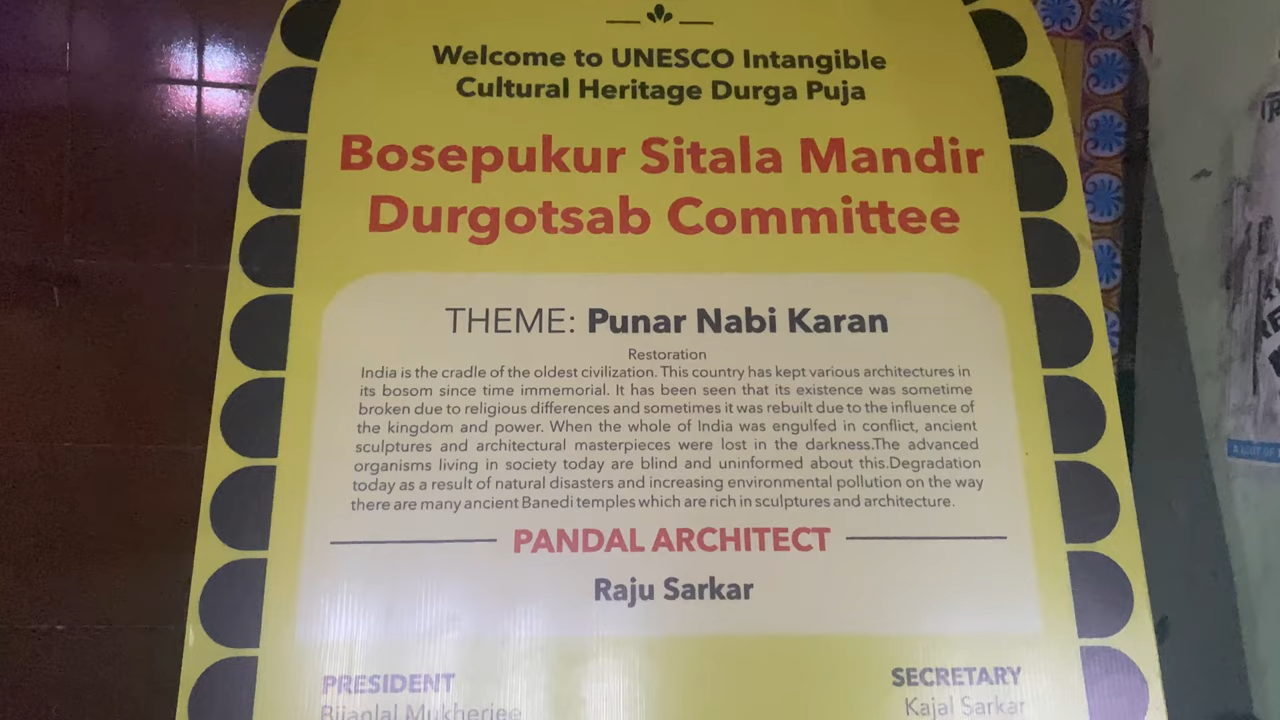 Welcome to UNESCO Intangible
Cultural Heritage Durga Puja
Bosepukur Sitala Mandir
Durgotsab Committee
THEME: Punar Nabi Karan
Restoration
India is the cradle of the oldest civilization. This country has kept various architectures in
its bosom since time immemorial. It has been seen that its existence was sometime
broken due to religious differences and sometimes it was rebuilt due to the influence of
the kingdom and power. When the whole of India was engulfed in conflict, ancient
sculptures and architectural masterpieces were lost in the darkness.The advanced
organisms living in society today are blind and uninformed about this.Degradation
today as a result of natural disasters and increasing environmental pollution on the way
there are many ancient Banedi temples which are rich in sculptures and architecture.
PANDAL ARCHITECT
Raju Sarkar
PRESIDENT
Bijanlal Mukherjee
SECRETARY
Kajal Sarkar